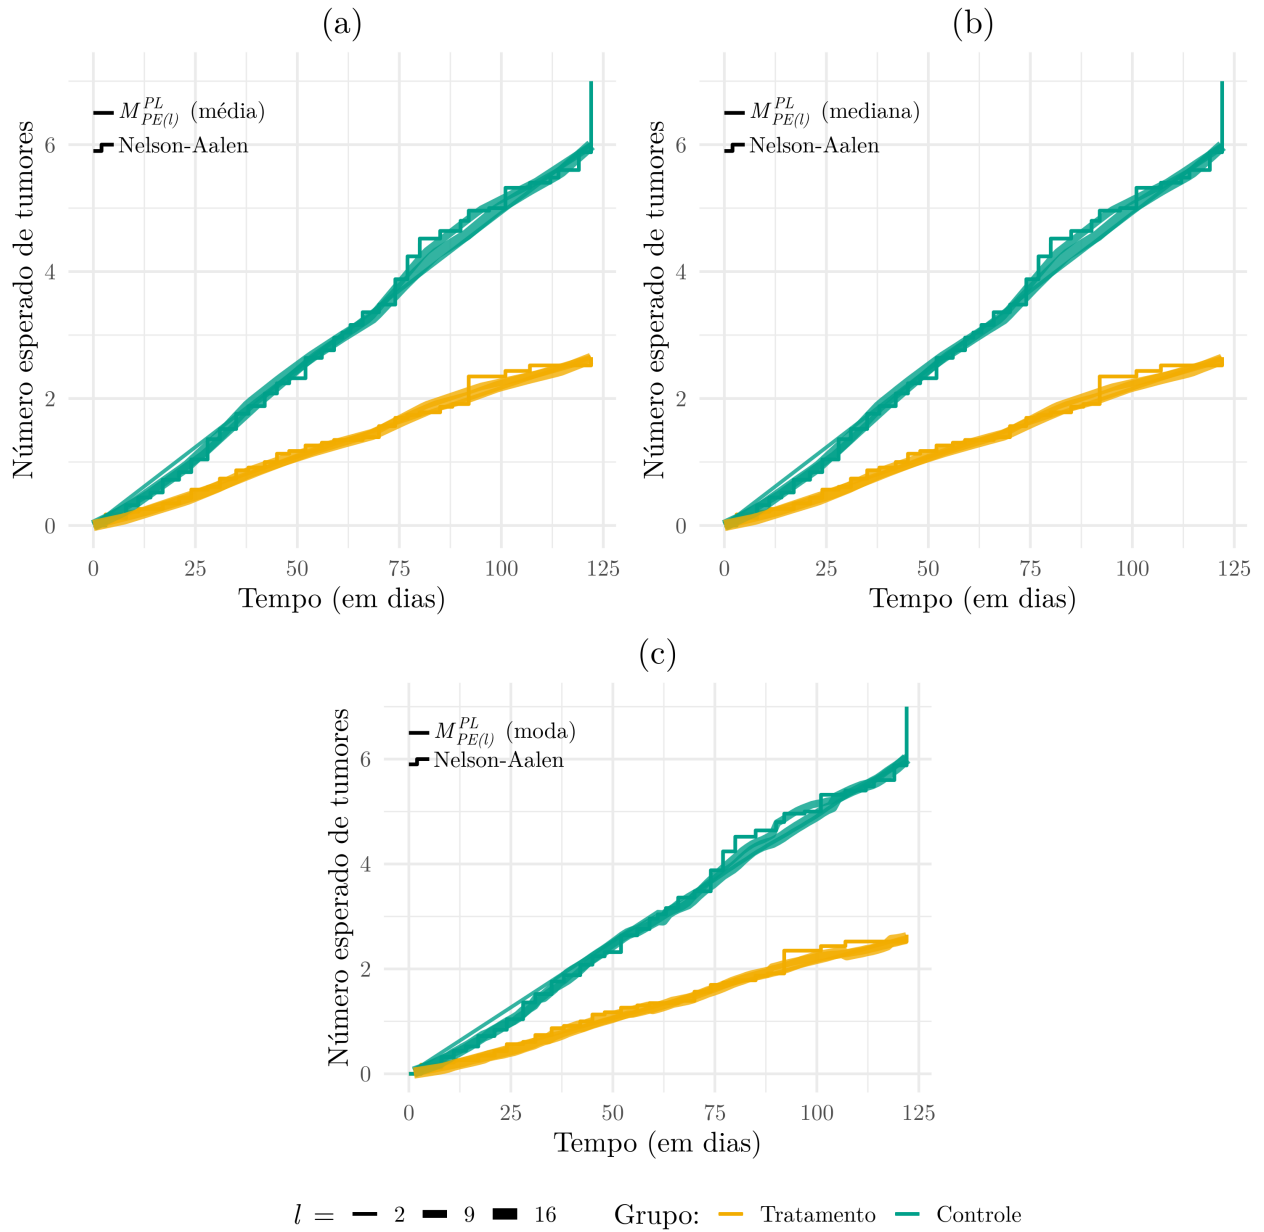 (a)
Número esperado de tumores
M^{PL}_{PE(l)} (média)
Nelson-Aalen
6
4
2
0
0 25 50 75 100 125
Tempo (em dias)
(b)
Número esperado de tumores
M^{PL}_{PE(l)} (mediana)
Nelson-Aalen
6
4
2
0
0 25 50 75 100 125
Tempo (em dias)
(c)
Número esperado de tumores
M^{PL}_{PE(l)} (moda)
Nelson-Aalen
6
4
2
0
0 25 50 75 100 125
Tempo (em dias)
l = 2 9 16 Grupo: Tratamento Controle